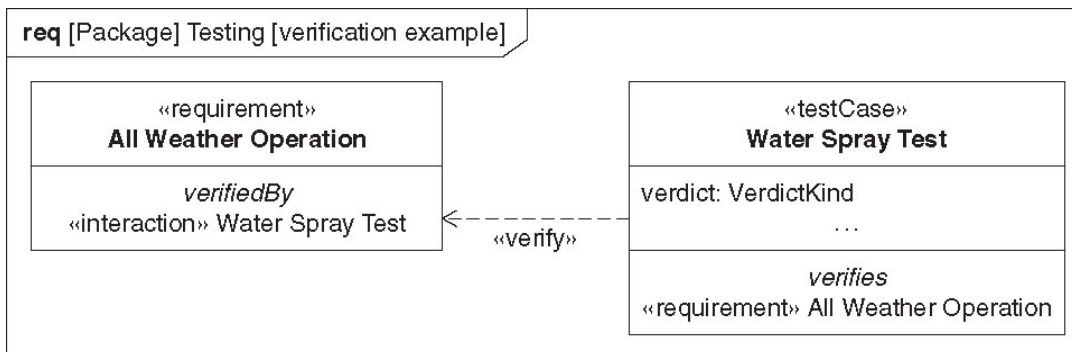 req [Package] Testing [verification example]
«requirement»
All Weather Operation
verifiedBy
«interaction» Water Spray Test
«verify»
«testCase»
Water Spray Test
verdict: VerdictKind
...
verifies
«requirement» All Weather Operation